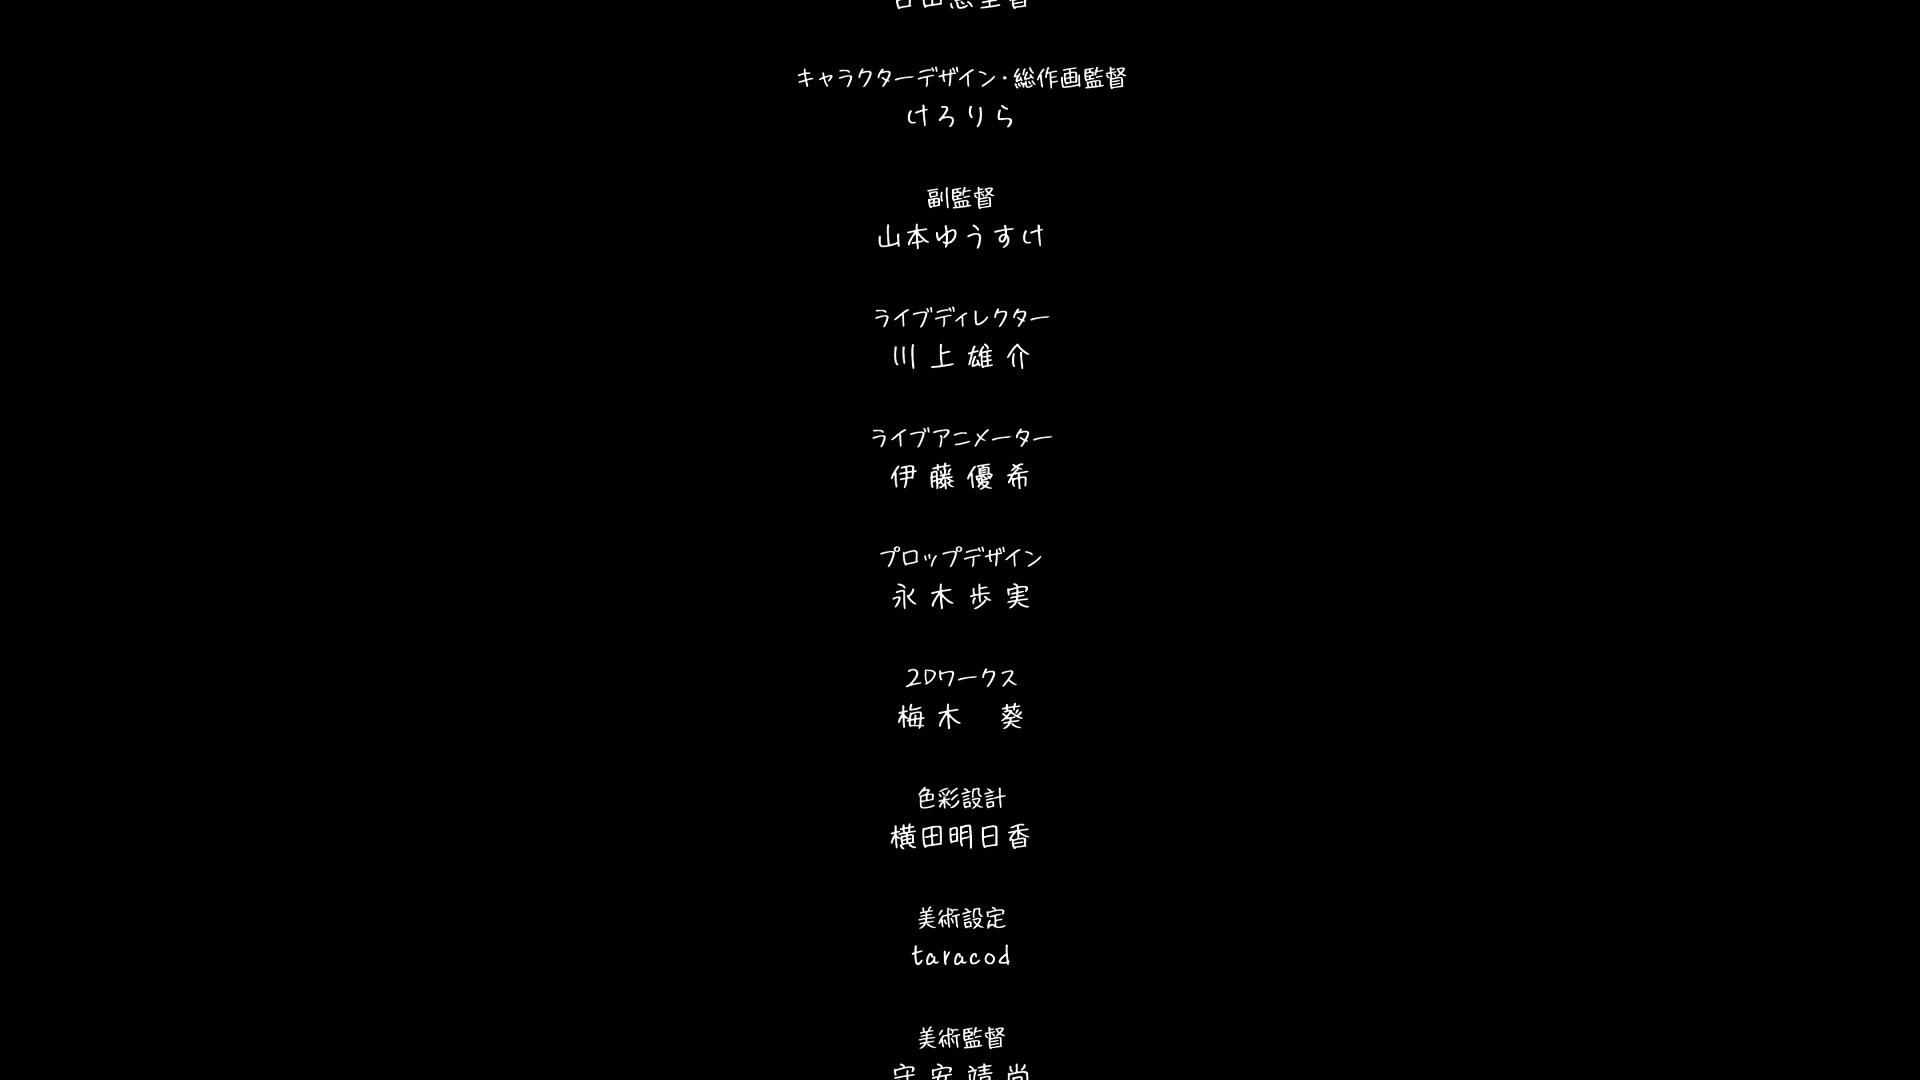 キャラクターデザイン・総作画監督
けろりら
副監督
山本ゆうすけ
ライブディレクター
川上雄介
ライブアニメーター
伊藤優希
プロップデザイン
永木歩実
2Dワークス
梅木　葵
色彩設計
横田明日香
美術設定
taracod
美術監督
守安靖尚